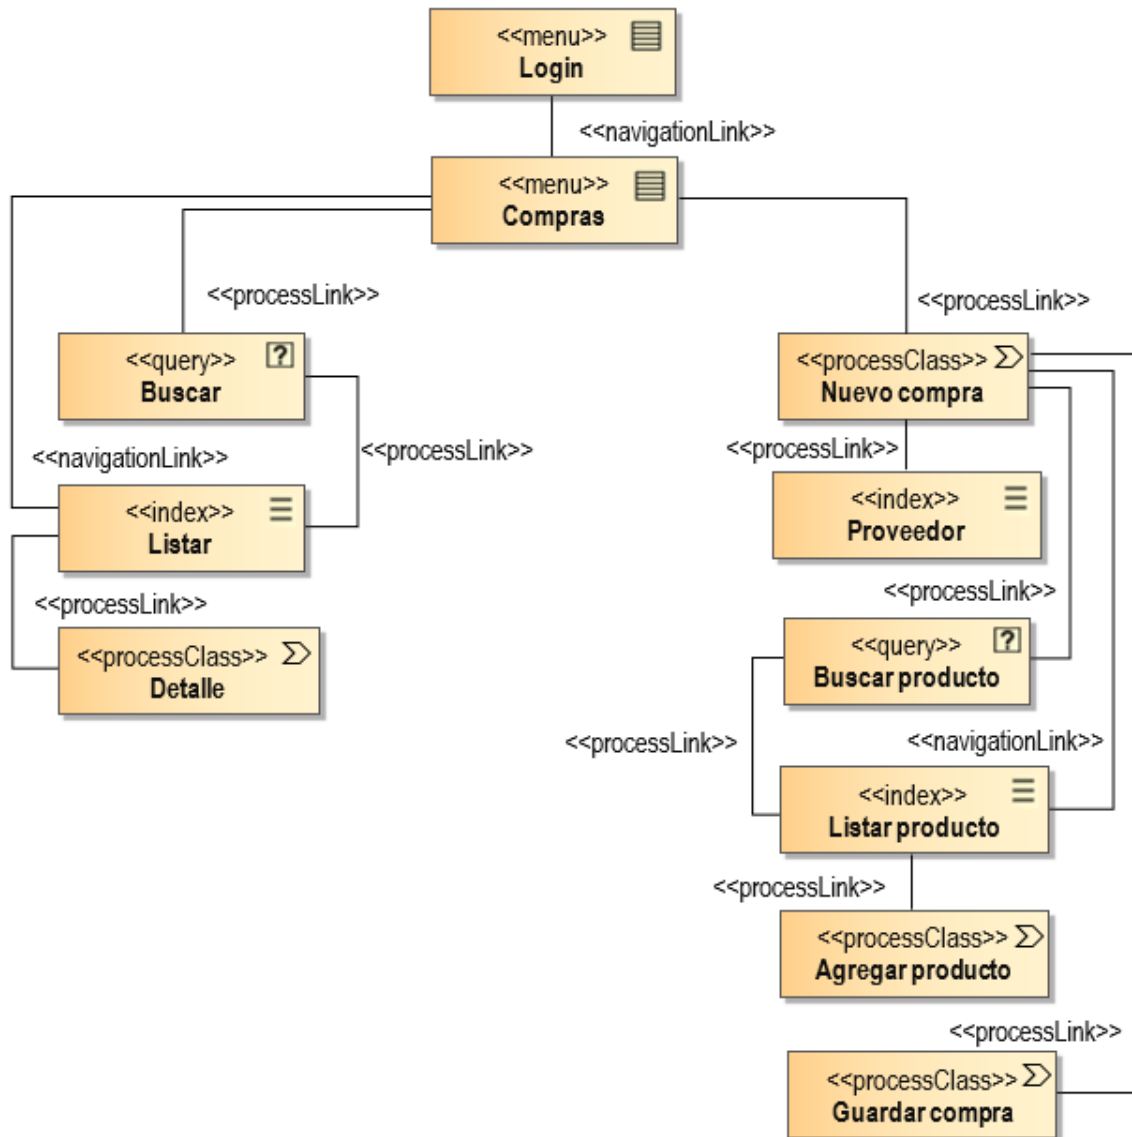 <<menu>>
Login
<<navigationLink>>
<<menu>>
Compras
<<processLink>>
<<processLink>>
<<query>>
Buscar
<<processClass>>
Nuevo compra
<<navigationLink>>
<<processLink>>
<<processLink>>
<<index>>
Listar
<<index>>
Proveedor
<<processLink>>
<<processLink>>
<<processClass>>
Detalle
<<query>>
Buscar producto
<<processLink>>
<<navigationLink>>
<<index>>
Listar producto
<<processLink>>
<<processClass>>
Agregar producto
<<processLink>>
<<processClass>>
Guardar compra